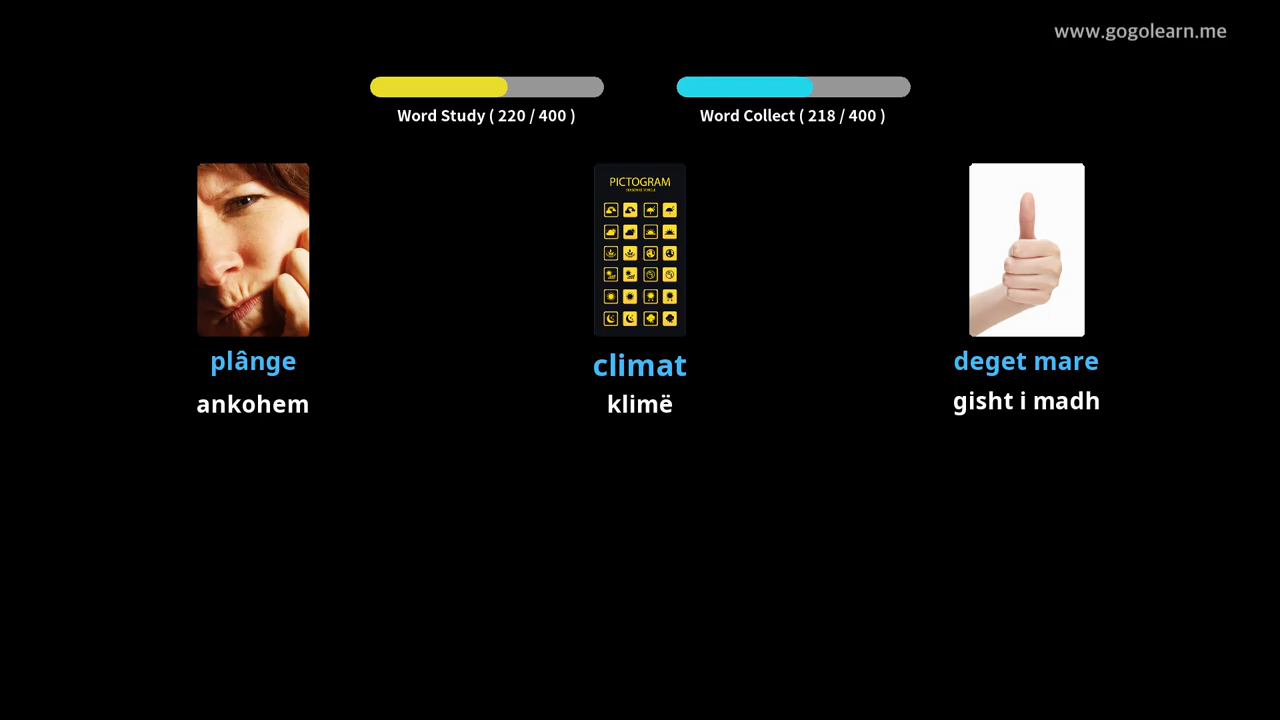 www.gogolearn.me
Word Study ( 220 / 400 )
Word Collect ( 218 / 400 )
PICTOGRAM
plânge
climat
deget mare
ankohem
klimë
gisht i madh